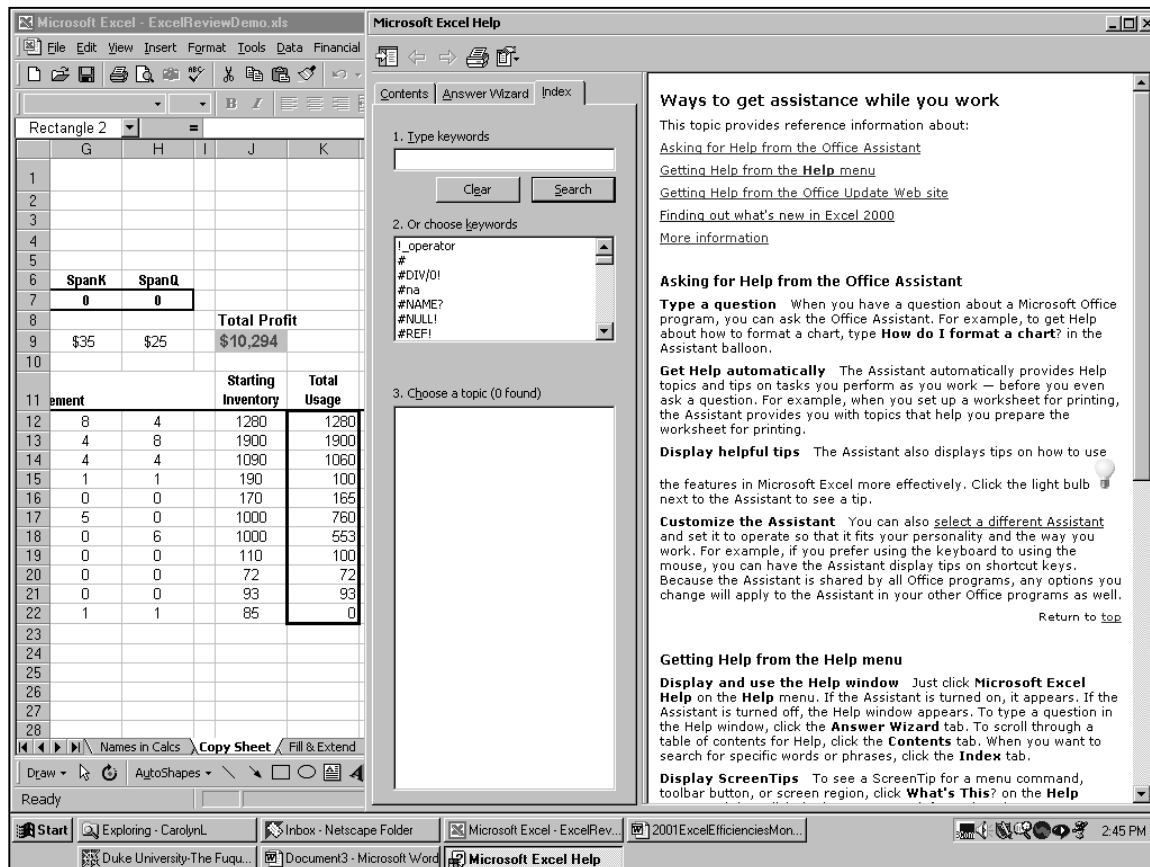 Microsoft Excel - ExcelReviewDemo.xls
File Edit View Insert Format Tools Data Financial
B I
Rectangle 2 =
G H I J K
1
2
3
4
5
6 SpanK SpanQ
7 0 0
8 Total Profit
9 $35 $25 $10,294
10
Starting Total
11 ement Inventory Usage
12 8 4 1280 1280
13 4 8 1900 1900
14 4 4 1090 1060
15 1 1 190 100
16 0 0 170 165
17 5 0 1000 760
18 0 6 1000 553
19 0 0 110 100
20 0 0 72 72
21 0 0 93 93
22 1 1 85 0
23
24
25
26
27
28
Names in Calcs Copy Sheet Fill & Extend
Draw AutoShapes
Ready
Microsoft Excel Help
Contents Answer Wizard Index
1. Type keywords
Clear Search
2. Or choose keywords
!_operator
#
#DIV/0!
#na
#NAME?
#NULL!
#REF!
3. Choose a topic (0 found)
Ways to get assistance while you work
This topic provides reference information about:
Asking for Help from the Office Assistant
Getting Help from the Help menu
Getting Help from the Office Update Web site
Finding out what's new in Excel 2000
More information
Asking for Help from the Office Assistant
Type a question When you have a question about a Microsoft Office
program, you can ask the Office Assistant. For example, to get Help
about how to format a chart, type How do I format a chart? in the
Assistant balloon.
Get Help automatically The Assistant automatically provides Help
topics and tips on tasks you perform as you work — before you even
ask a question. For example, when you set up a worksheet for printing,
the Assistant provides you with topics that help you prepare the
worksheet for printing.
Display helpful tips The Assistant also displays tips on how to use
the features in Microsoft Excel more effectively. Click the light bulb
next to the Assistant to see a tip.
Customize the Assistant You can also select a different Assistant
and set it to operate so that it fits your personality and the way you
work. For example, if you prefer using the keyboard to using the
mouse, you can have the Assistant display tips on shortcut keys.
Because the Assistant is shared by all Office programs, any options you
change will apply to the Assistant in your other Office programs as well.
Return to top
Getting Help from the Help menu
Display and use the Help window Just click Microsoft Excel
Help on the Help menu. If the Assistant is turned on, it appears. If the
Assistant is turned off, the Help window appears. To type a question in
the Help window, click the Answer Wizard tab. To scroll through a
table of contents for Help, click the Contents tab. When you want to
search for specific words or phrases, click the Index tab.
Display ScreenTips To see a ScreenTip for a menu command,
toolbar button, or screen region, click What's This? on the Help
Start Exploring - CarolynL Inbox - Netscape Folder Microsoft Excel - ExcelRev... 2001ExcelEfficienciesMon... 2:45 PM
Duke University-The Fuqu... Document3 - Microsoft Word Microsoft Excel Help